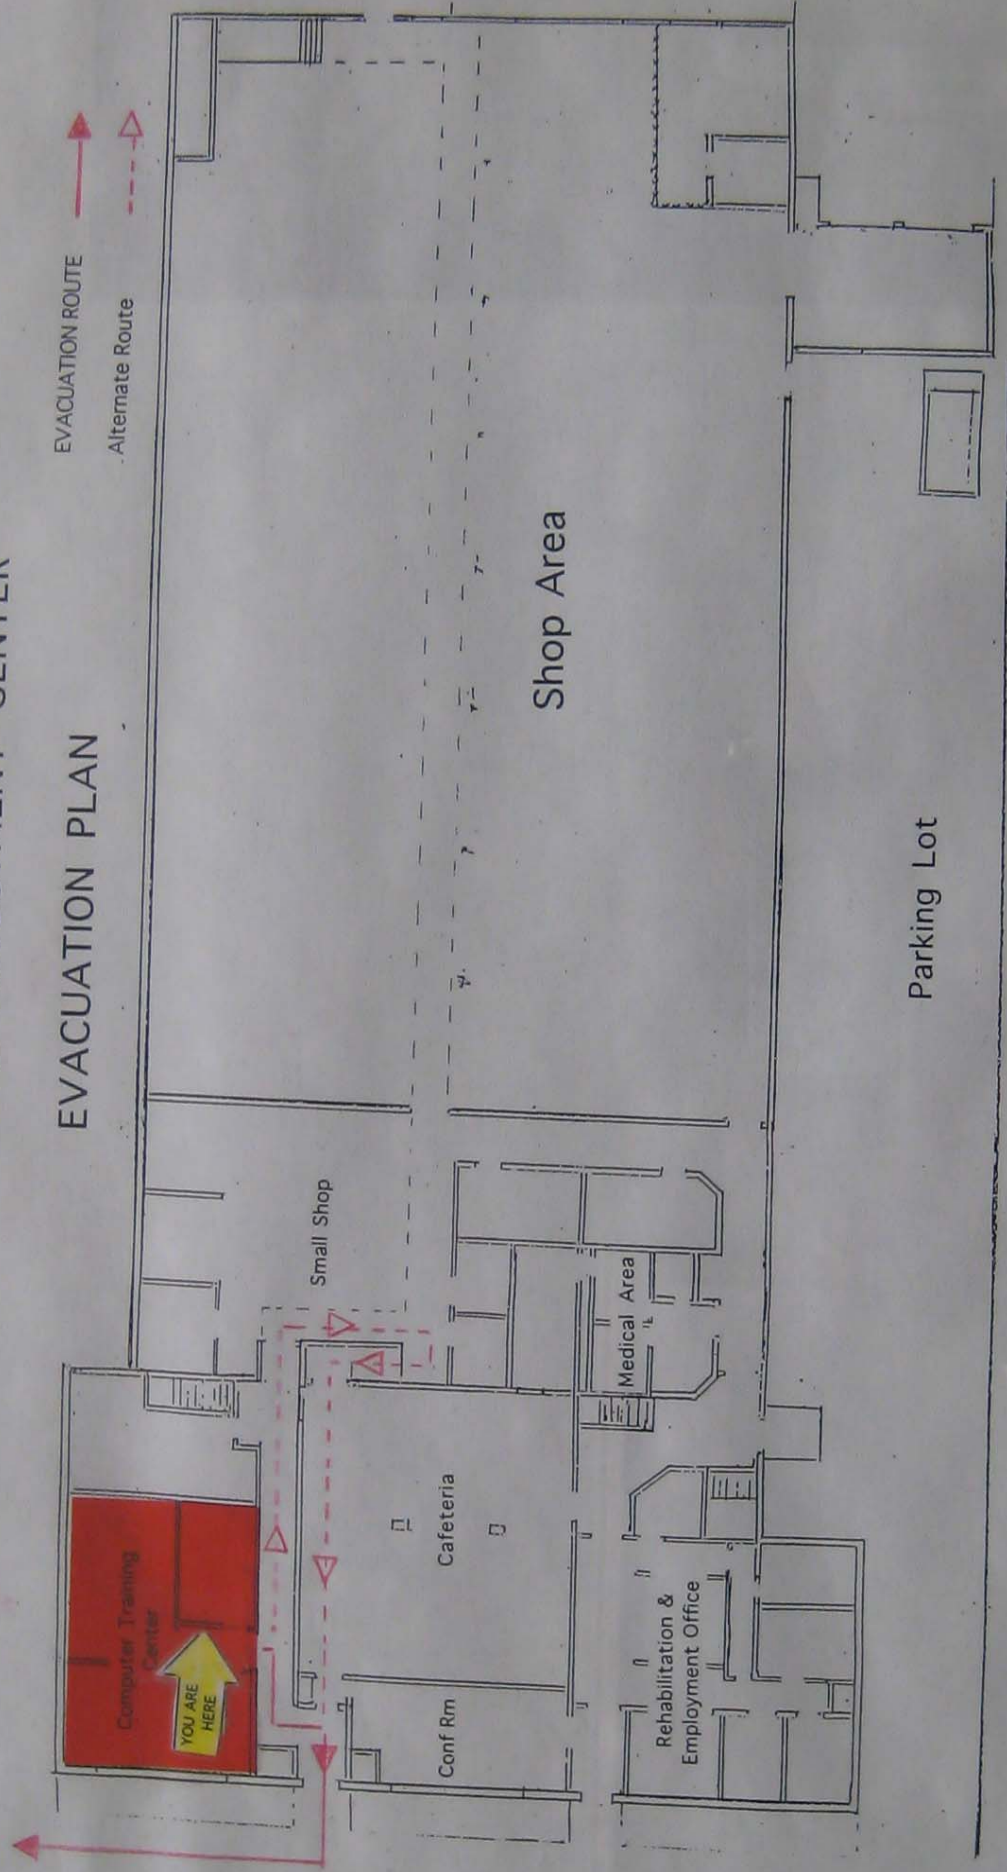 EVACUATION PLAN
EVACUATION ROUTE
Alternate Route
Computer Training
Center
YOU ARE
HERE
Small Shop
Shop Area
Cafeteria
Conf Rm
Medical Area
Rehabilitation &
Employment Office
Parking Lot